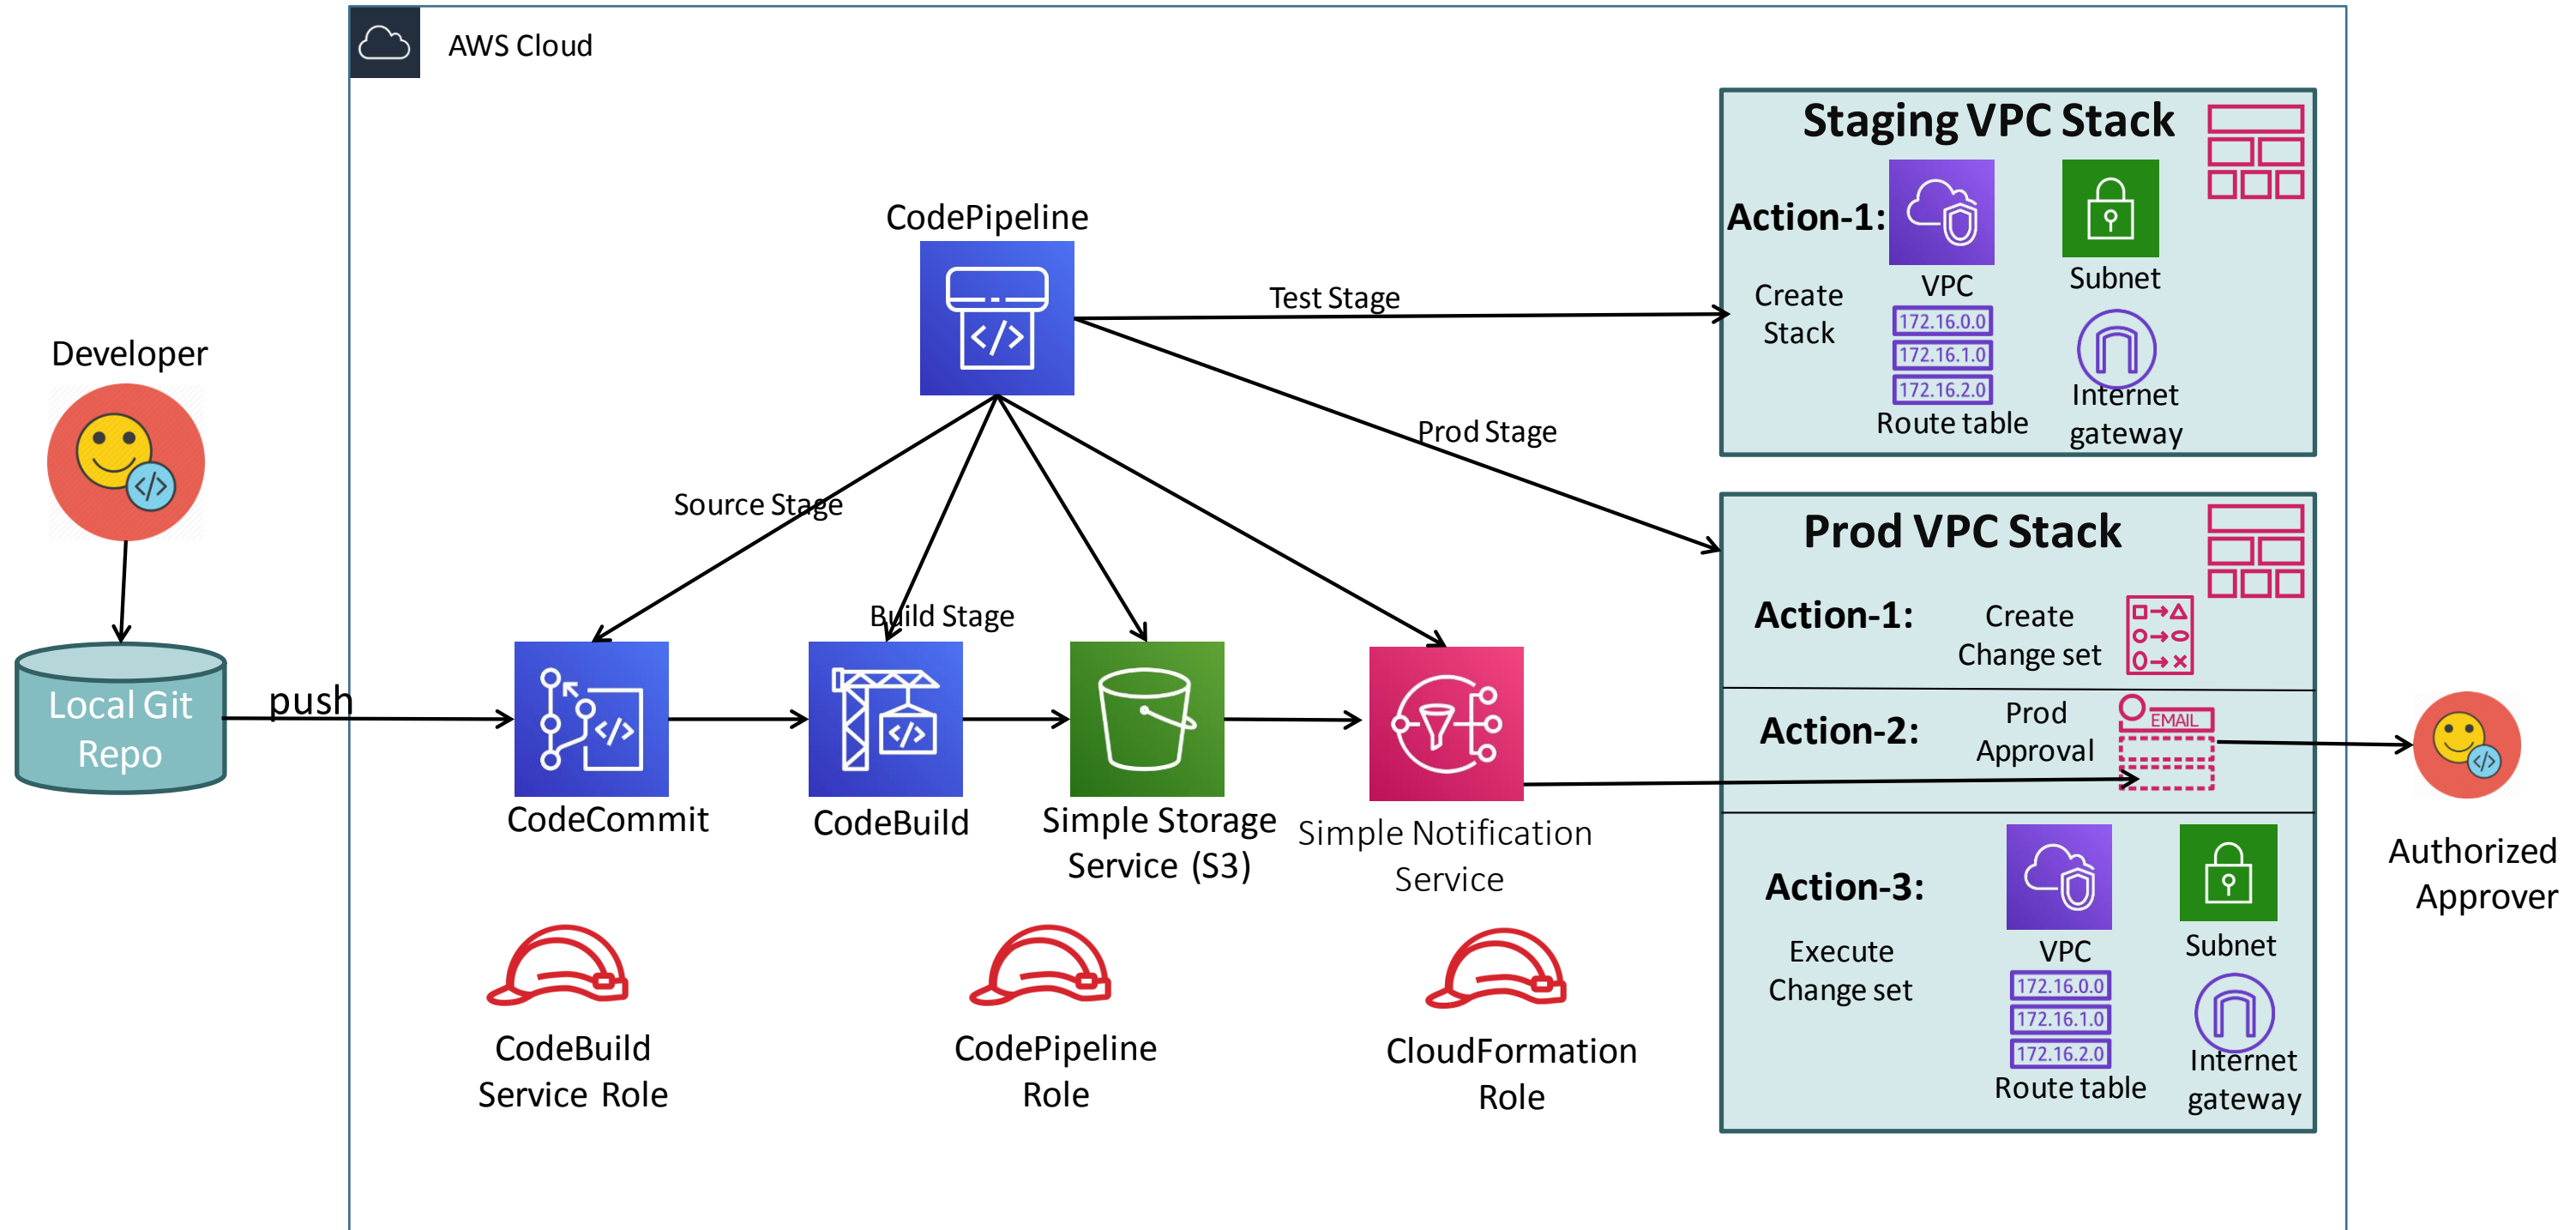 AWS Cloud
Developer
Local Git
Repo
push
CodePipeline
Source Stage
Build Stage
Test Stage
Prod Stage
CodeCommit
CodeBuild
Simple Storage
Service (S3)
Simple Notification
Service
CodeBuild
Service Role
CodePipeline
Role
CloudFormation
Role
Staging VPC Stack
Action-1:
Create
Stack
VPC
Subnet
172.16.0.0
172.16.1.0
172.16.2.0
Route table
Internet
gateway
Prod VPC Stack
Action-1:
Create
Change set
Action-2:
Prod
Approval
EMAIL
Action-3:
Execute
Change set
VPC
Subnet
172.16.0.0
172.16.1.0
172.16.2.0
Route table
Internet
gateway
Authorized
Approver